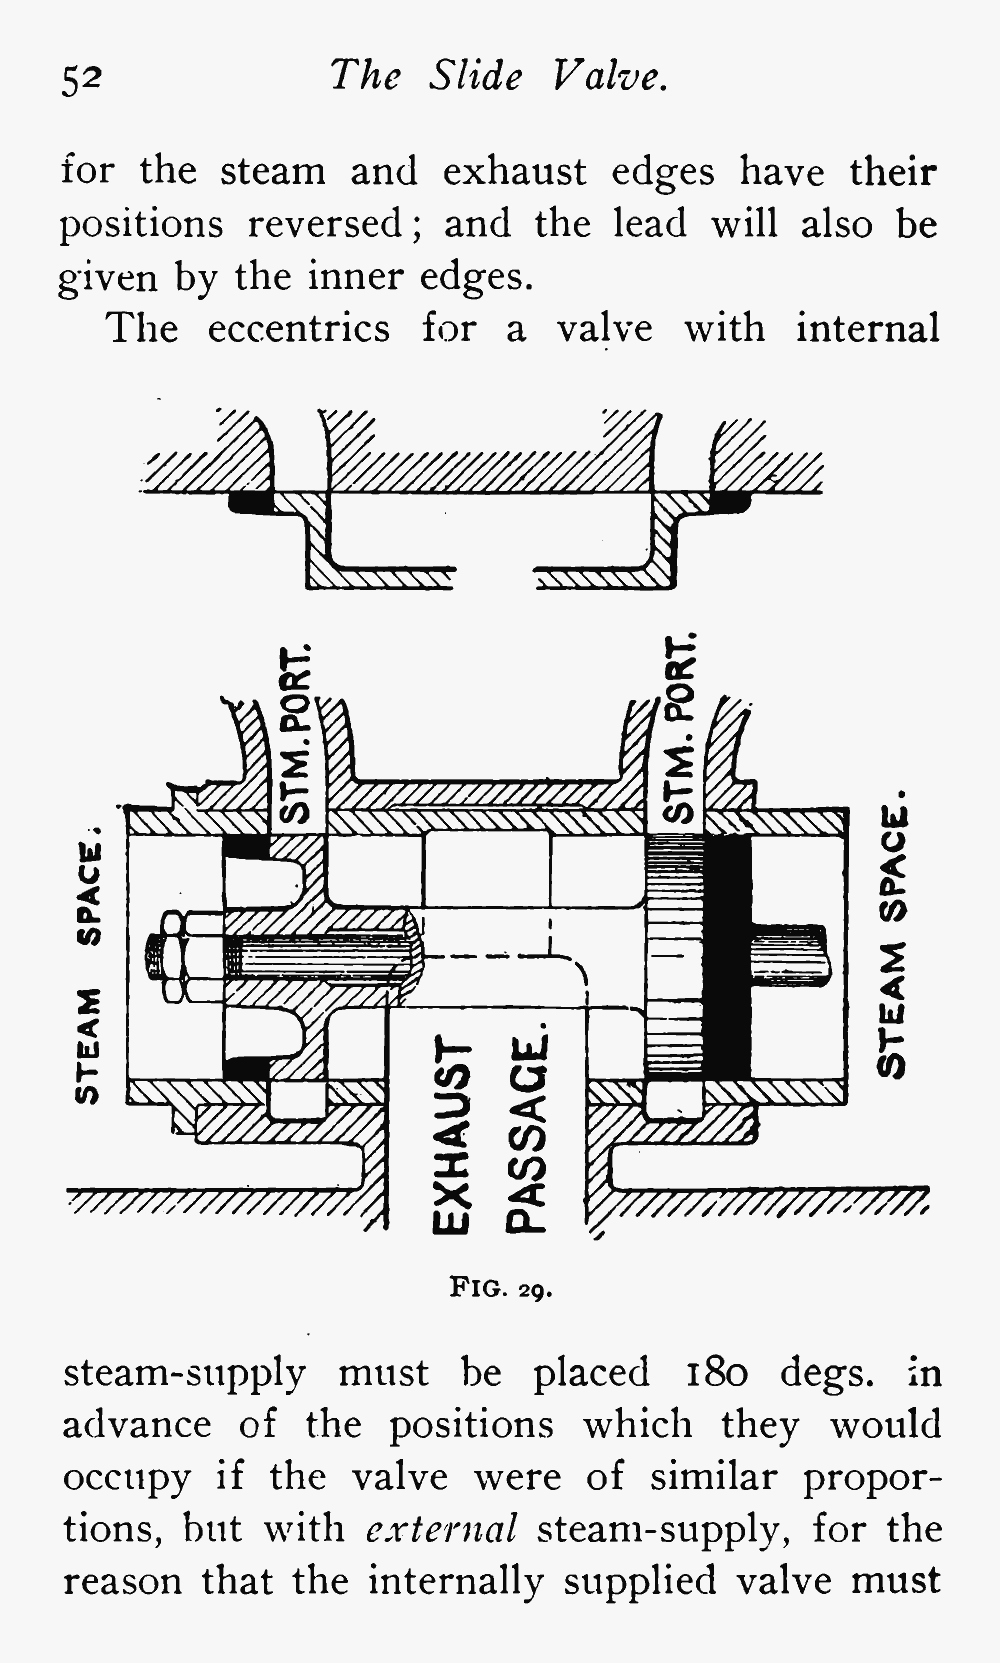 52 The Slide Valve.
for the steam and exhaust edges have their
positions reversed; and the lead will also be
given by the inner edges.
The eccentrics for a valve with internal
STM. PORT.
STM. PORT.
STEAM SPACE.
STEAM SPACE.
EXHAUST
PASSAGE.
FIG. 29.
steam-supply must be placed 180 degs. in
advance of the positions which they would
occupy if the valve were of similar propor-
tions, but with external steam-supply, for the
reason that the internally supplied valve must